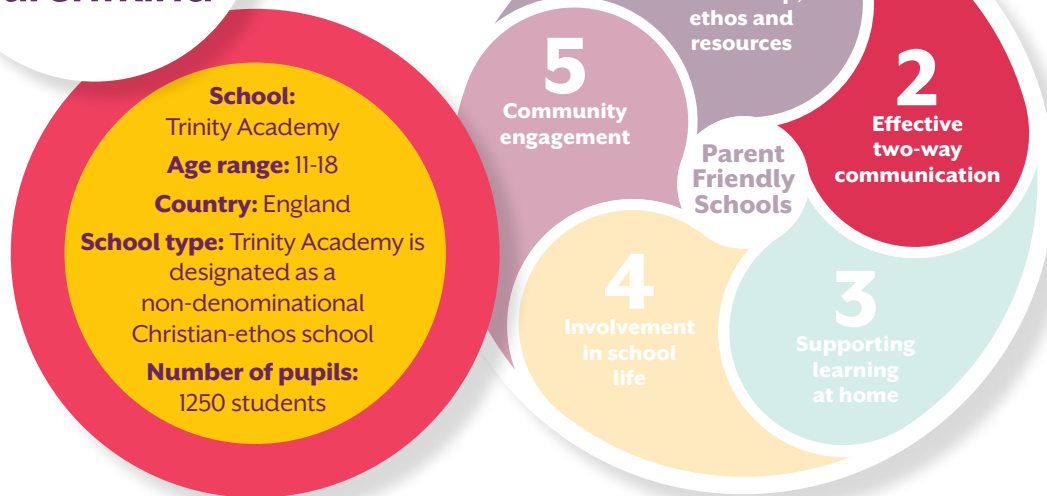 School:
Trinity Academy
Age range: 11-18
Country: England
School type: Trinity Academy is
designated as a
non-denominational
Christian-ethos school
Number of pupils:
1250 students
ethos and
resources
2
Effective
two-way
communication
3
Supporting
learning
at home
4
Involvement
in school
life
5
Community
engagement
Parent
Friendly
Schools